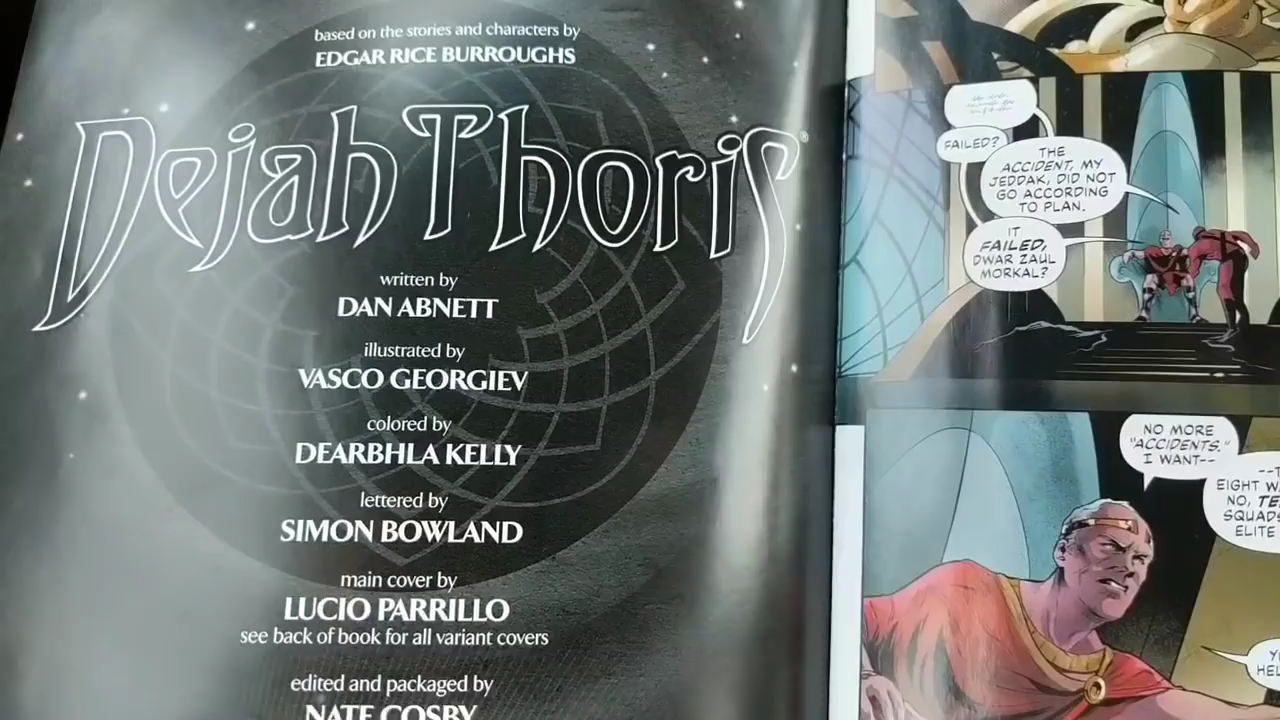 based on the stories and characters by
EDGAR RICE BURROUGHS
Dejah Thoris®
written by
DAN ABNETT
illustrated by
VASCO GEORGIEV
colored by
DEARBHLA KELLY
lettered by
SIMON BOWLAND
main cover by
LUCIO PARRILLO
see back of book for all variant covers
edited and packaged by
NATE COSBY
FAILED?
THE
ACCIDENT, MY
JEDDAK, DID NOT
GO ACCORDING
TO PLAN.
IT
FAILED,
DWAR ZAUL
MORKAL?
NO MORE
"ACCIDENTS."
I WANT--
EIGHT
NO,
ELITE